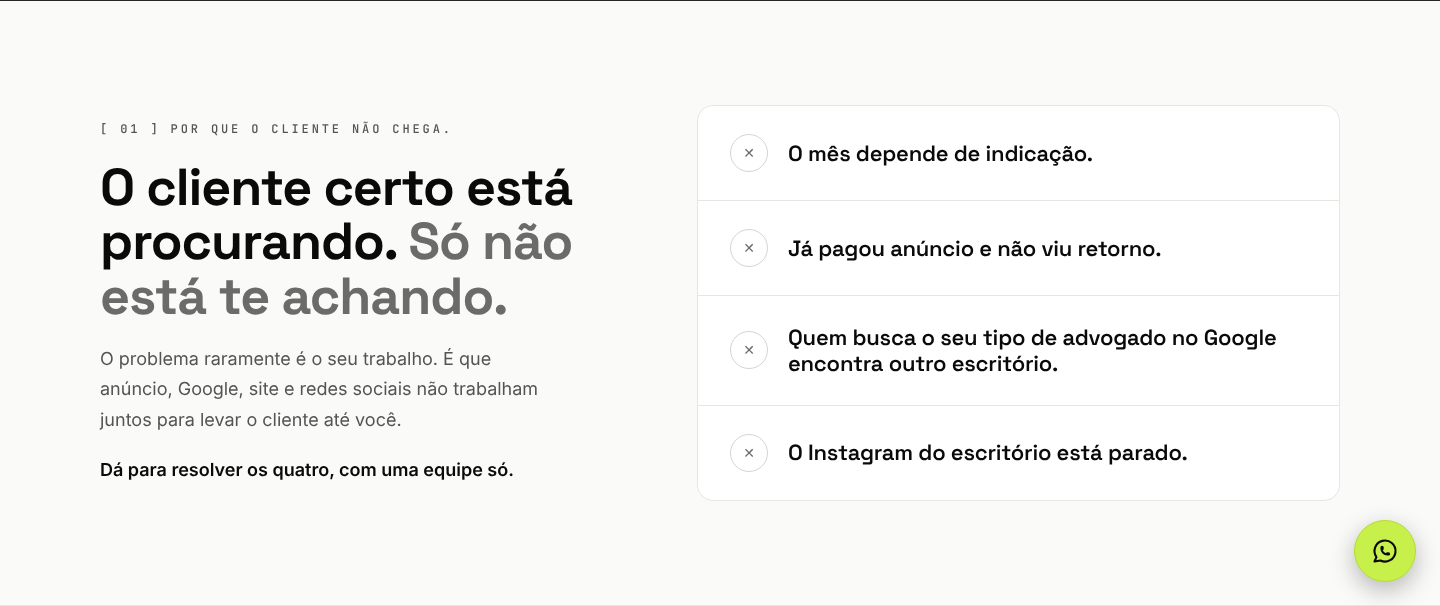 [ 01 ] POR QUE O CLIENTE NÃO CHEGA.
O cliente certo está
procurando. Só não
está te achando.
O problema raramente é o seu trabalho. É que
anúncio, Google, site e redes sociais não trabalham
juntos para levar o cliente até você.
Dá para resolver os quatro, com uma equipe só.
O mês depende de indicação.
Já pagou anúncio e não viu retorno.
Quem busca o seu tipo de advogado no Google
encontra outro escritório.
O Instagram do escritório está parado.